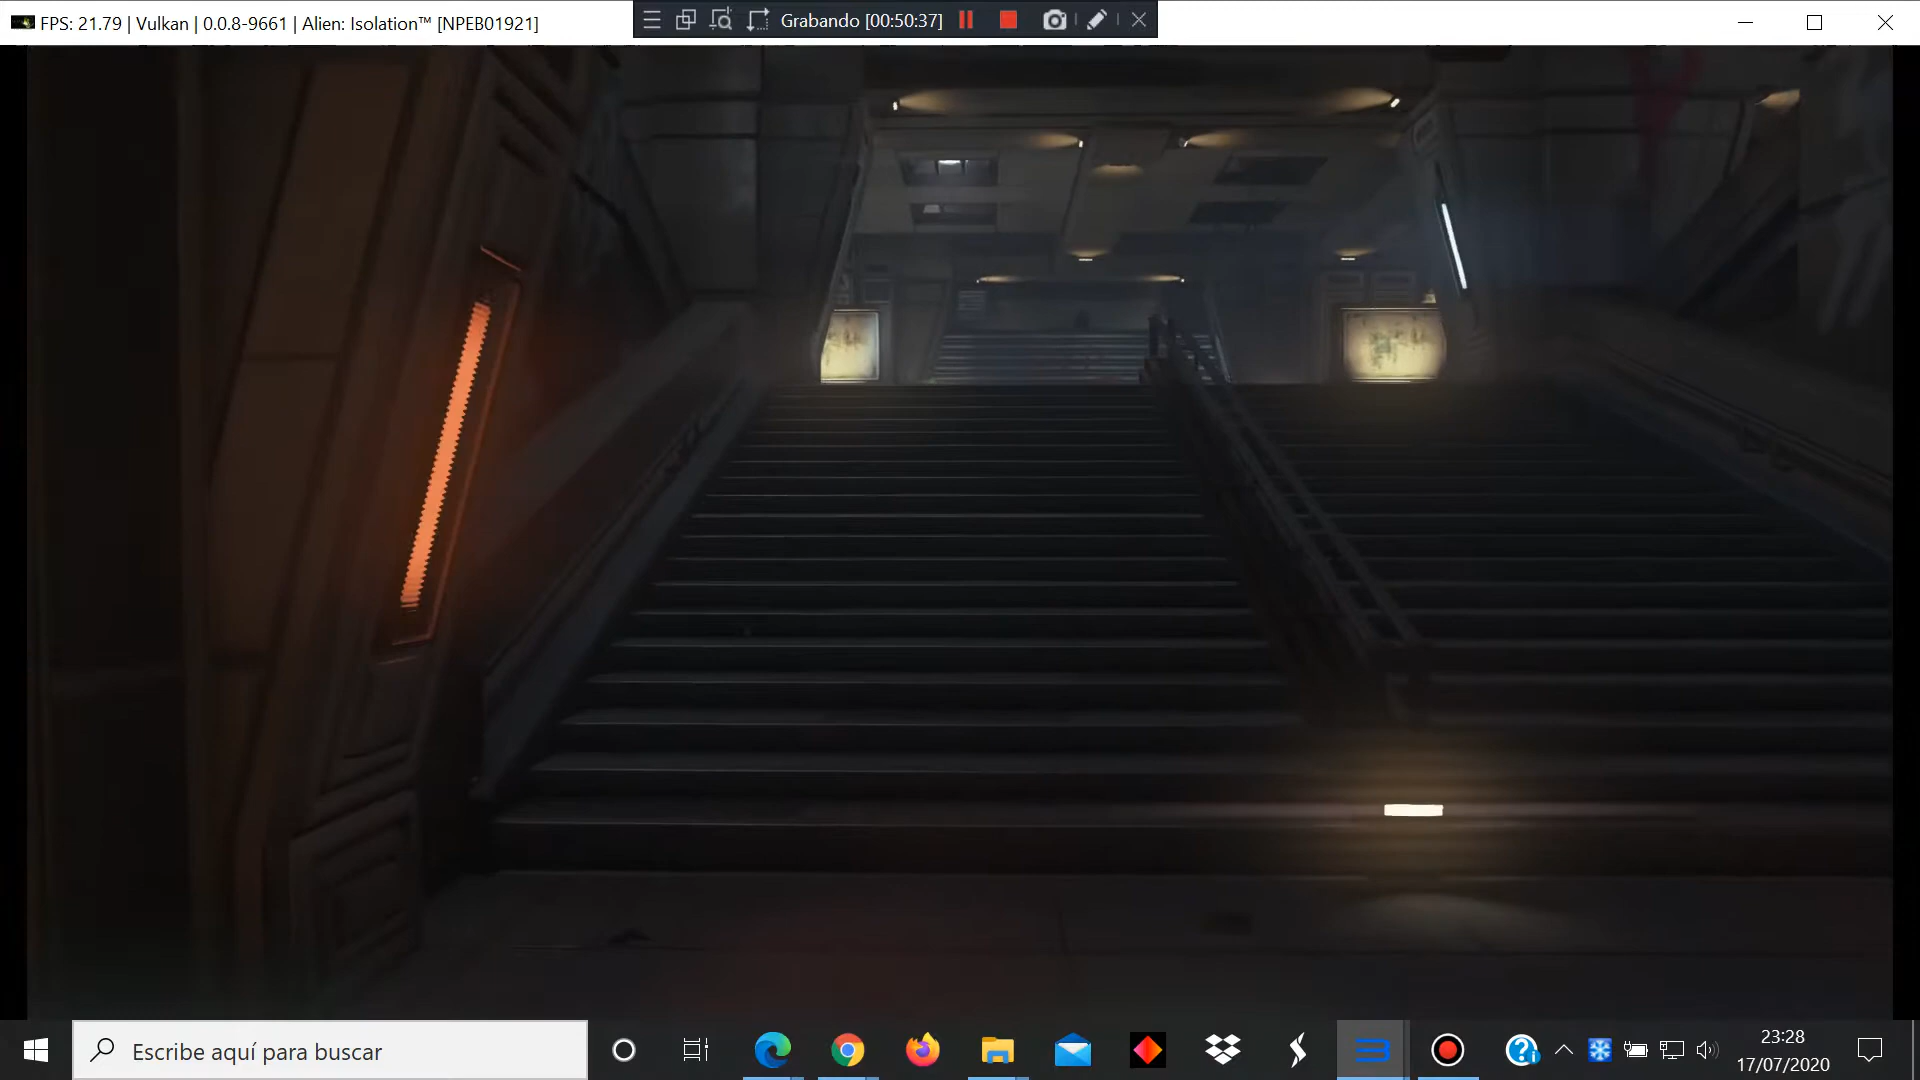 FPS: 21.79 | Vulkan | 0.0.8-9661 | Alien: Isolation™ [NPEB01921]
Grabando [00:50:37]
Escribe aquí para buscar
23:28
17/07/2020